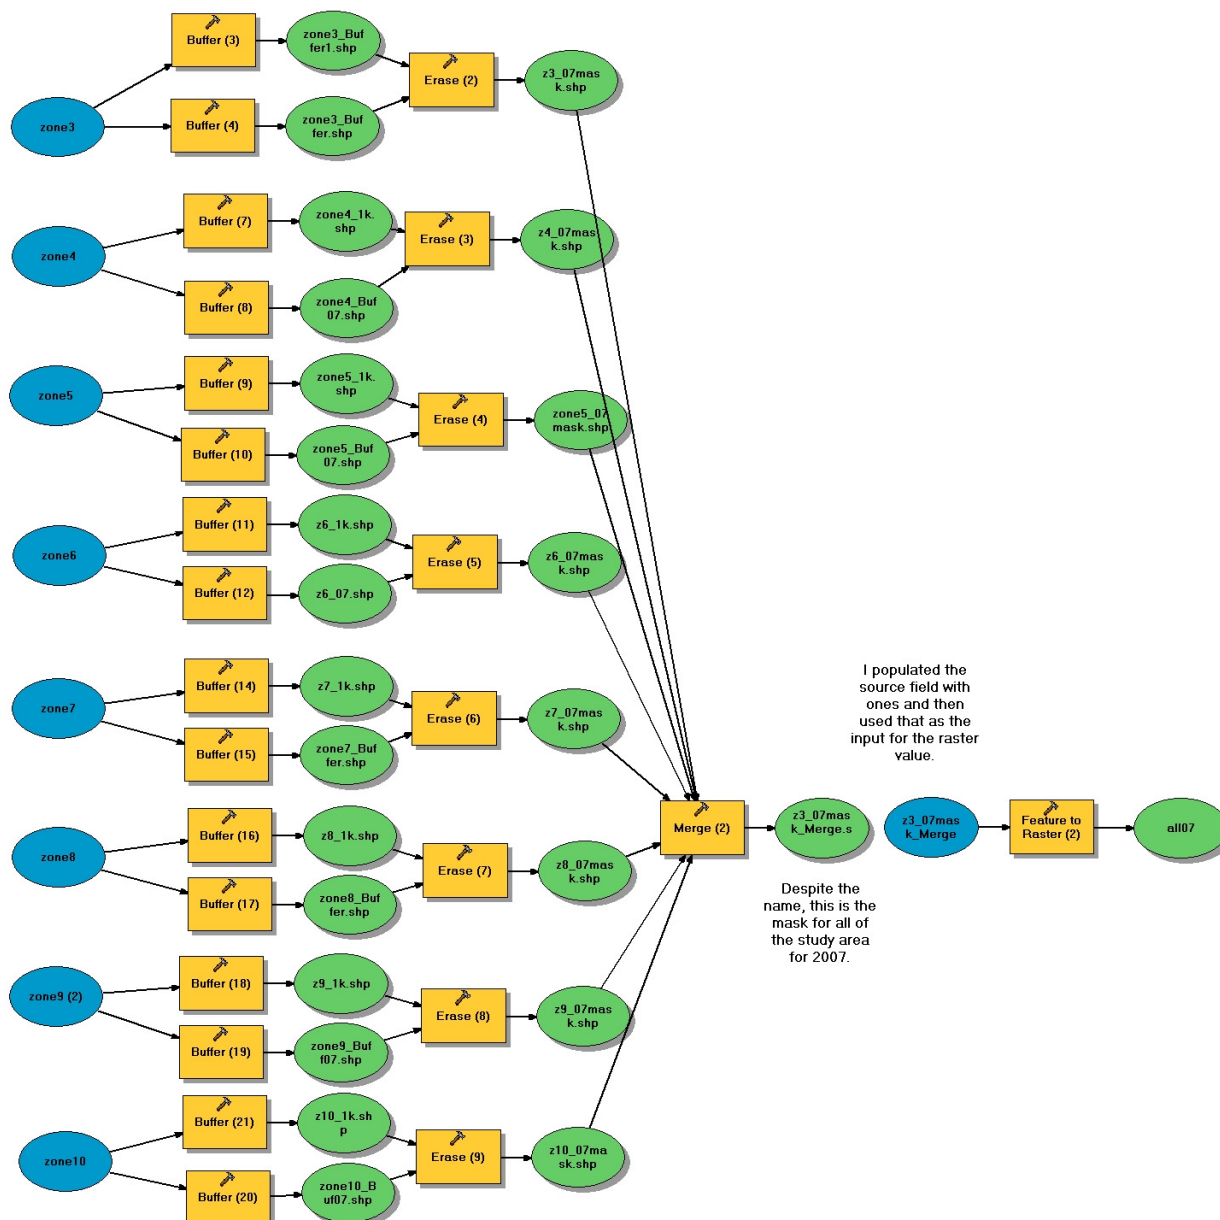 Buffer (3)
zone3_Buf
fer1.shp
Erase (2)
z3_07mas
k.shp
zone3
Buffer (4)
zone3_Buf
fer.shp
zone4
Buffer (7)
zone4_1k.
shp
Erase (3)
z4_07mas
k.shp
Buffer (8)
zone4_Buf
07.shp
zone5
Buffer (9)
zone5_1k.
shp
Erase (4)
zone5_07
mask.shp
Buffer (10)
zone5_Buf
07.shp
zone6
Buffer (11)
z6_1k.shp
Erase (5)
z6_07mas
k.shp
Buffer (12)
z6_07.shp
zone7
Buffer (14)
z7_1k.shp
Erase (6)
z7_07mas
k.shp
Buffer (15)
zone7_Buf
fer.shp
zone8
Buffer (16)
z8_1k.shp
Erase (7)
z8_07mas
k.shp
Buffer (17)
zone8_Buf
fer.shp
zone9 (2)
Buffer (18)
z9_1k.shp
Erase (8)
z9_07mas
k.shp
Buffer (19)
zone9_Buf
f07.shp
zone10
Buffer (21)
z10_1k.sh
p
Erase (9)
z10_07ma
sk.shp
Buffer (20)
zone10_B
uf07.shp
Merge (2)
z3_07mas
k_Merge.s
Despite the
name, this is the
mask for all of
the study area
for 2007.
I populated the
source field with
ones and then
used that as the
input for the raster
value.
z3_07mas
k_Merge
Feature to
Raster (2)
all07